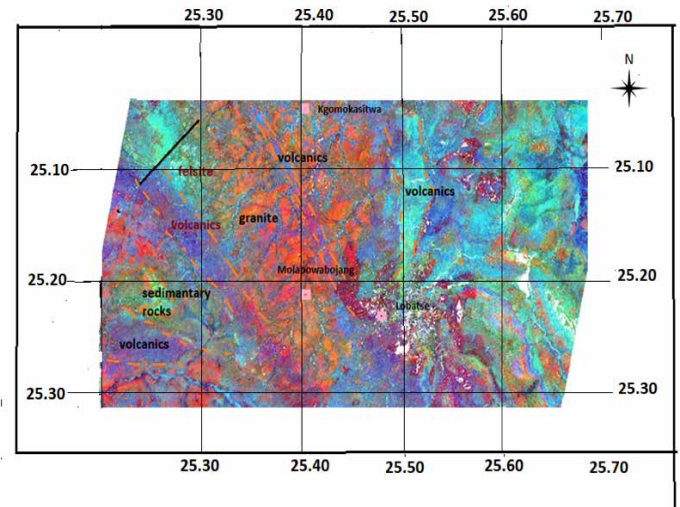 25.30 25.40 25.50 25.60 25.70
N
Kgomokasitwa
volcanics
25.10 25.10
felsite
volcanics
granite
volcanics
Molapowabojang
25.20 25.20
sedimantary
rocks
Lobatse
volcanics
25.30 25.30
25.30 25.40 25.50 25.60 25.70